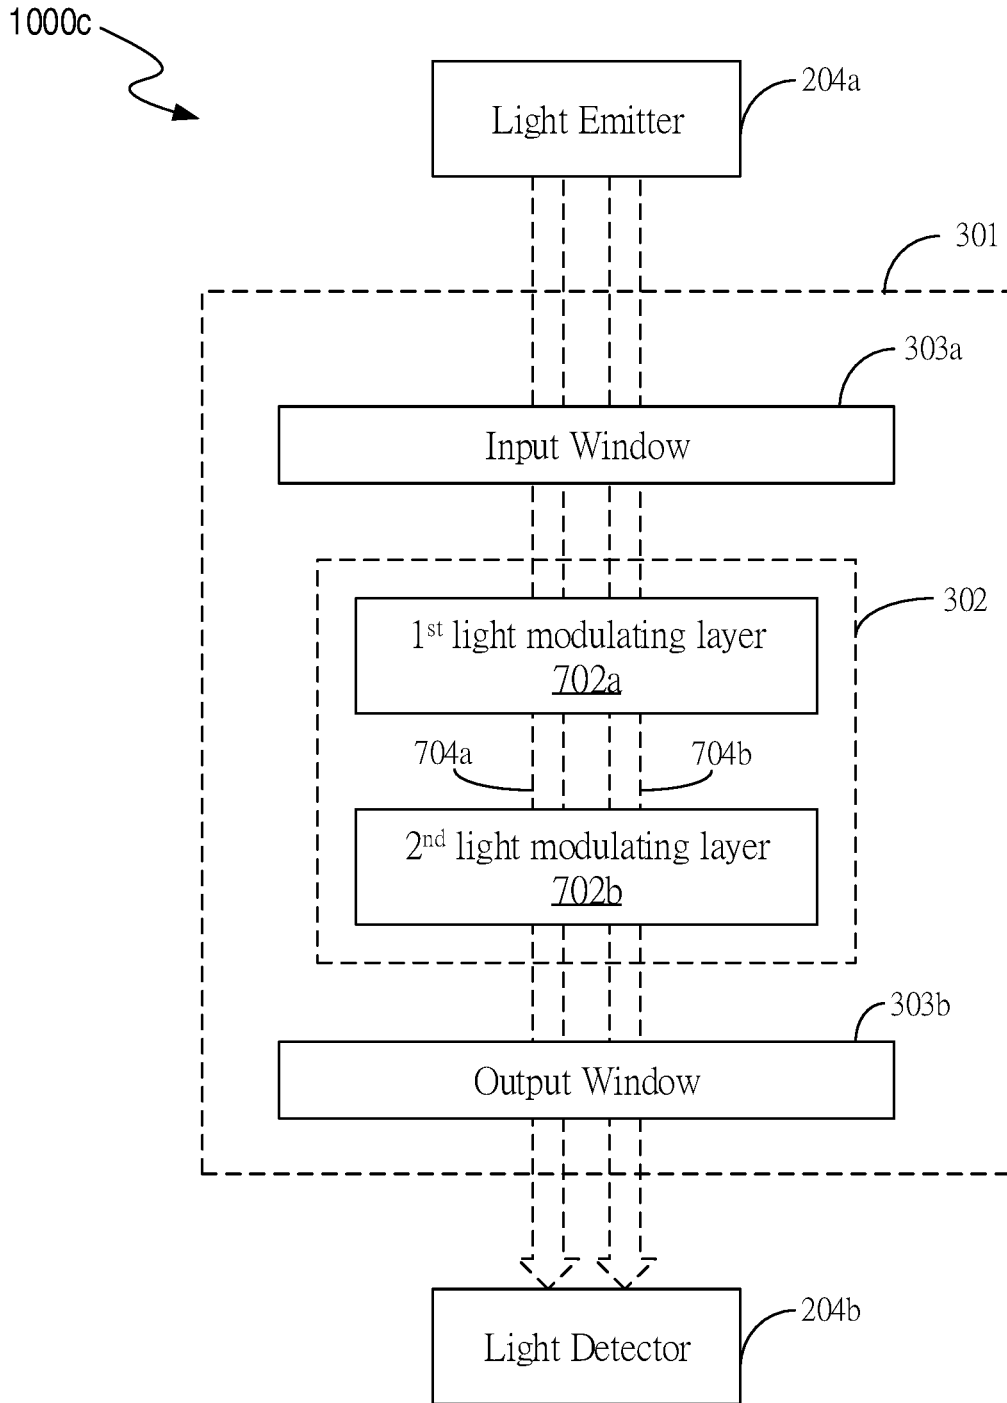 1000c
204a
Light Emitter
301
303a
Input Window
302
1st light modulating layer
702a
704a
704b
2nd light modulating layer
702b
303b
Output Window
204b
Light Detector